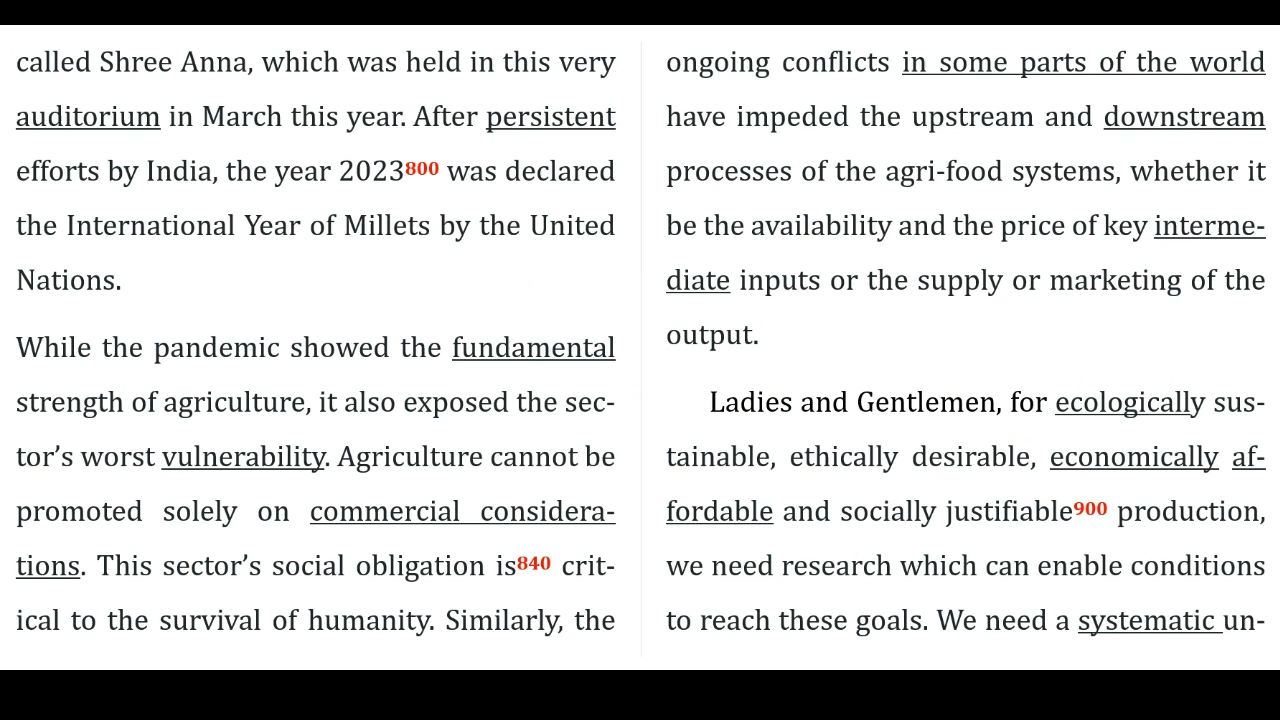 called Shree Anna, which was held in this very
auditorium in March this year. After persistent
efforts by India, the year 2023800 was declared
the International Year of Millets by the United
Nations.
While the pandemic showed the fundamental
strength of agriculture, it also exposed the sec-
tor’s worst vulnerability. Agriculture cannot be
promoted solely on commercial considera-
tions. This sector’s social obligation is840 crit-
ical to the survival of humanity. Similarly, the
ongoing conflicts in some parts of the world
have impeded the upstream and downstream
processes of the agri-food systems, whether it
be the availability and the price of key interme-
diate inputs or the supply or marketing of the
output.
Ladies and Gentlemen, for ecologically sus-
tainable, ethically desirable, economically af-
fordable and socially justifiable900 production,
we need research which can enable conditions
to reach these goals. We need a systematic un-